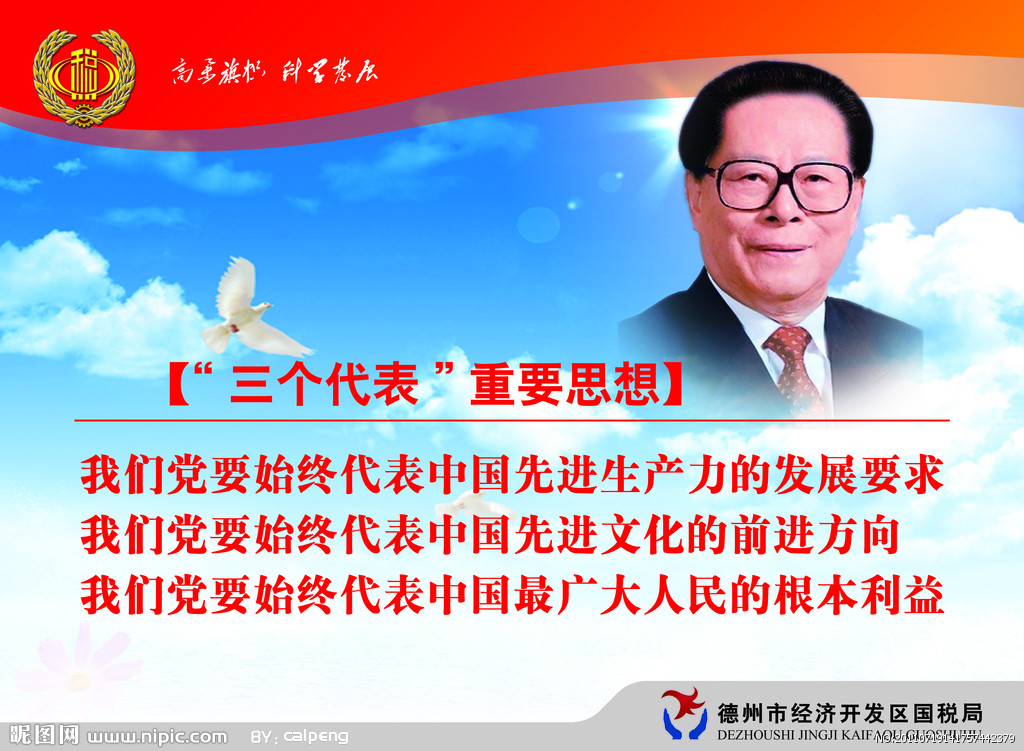 税
高举旗帜 科学发展
【“三个代表”重要思想】
我们党要始终代表中国先进生产力的发展要求
我们党要始终代表中国先进文化的前进方向
我们党要始终代表中国最广大人民的根本利益
德州市经济开发区国税局
DEZHOUSHI JINGJI KAIFAQU GUOSHUIJU
昵图网 www.nipic.com BY: calpeng